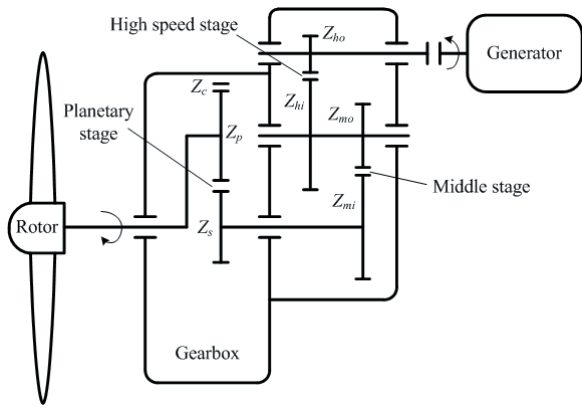 High speed stage
Z_ho
Generator
Z_c
Z_hi
Z_mo
Planetary
stage
Z_p
Middle stage
Z_mi
Rotor
Z_s
Gearbox